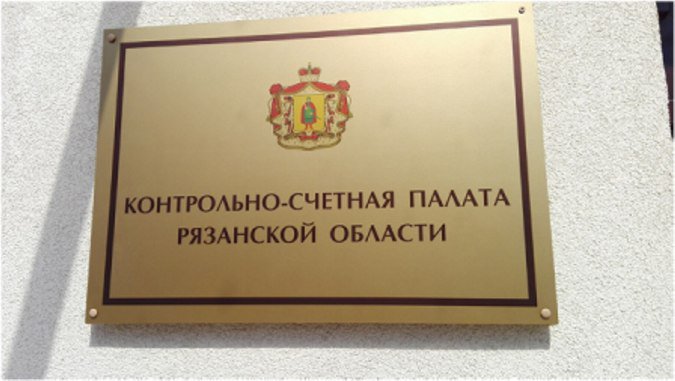 КОНТРОЛЬНО-СЧЕТНАЯ ПАЛАТА
РЯЗАНСКОЙ ОБЛАСТИ